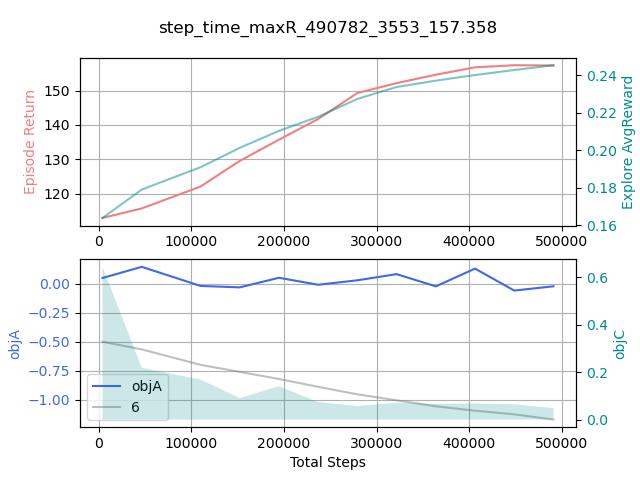 step_time_maxR_490782_3553_157.358
150
140
130
120
Episode Return
0.24
0.22
0.20
0.18
0.16
Explore AvgReward
0 100000 200000 300000 400000 500000
0.00
−0.25
−0.50
−0.75
−1.00
objA
0.6
0.4
0.2
0.0
objC
objA
6
0 100000 200000 300000 400000 500000
Total Steps